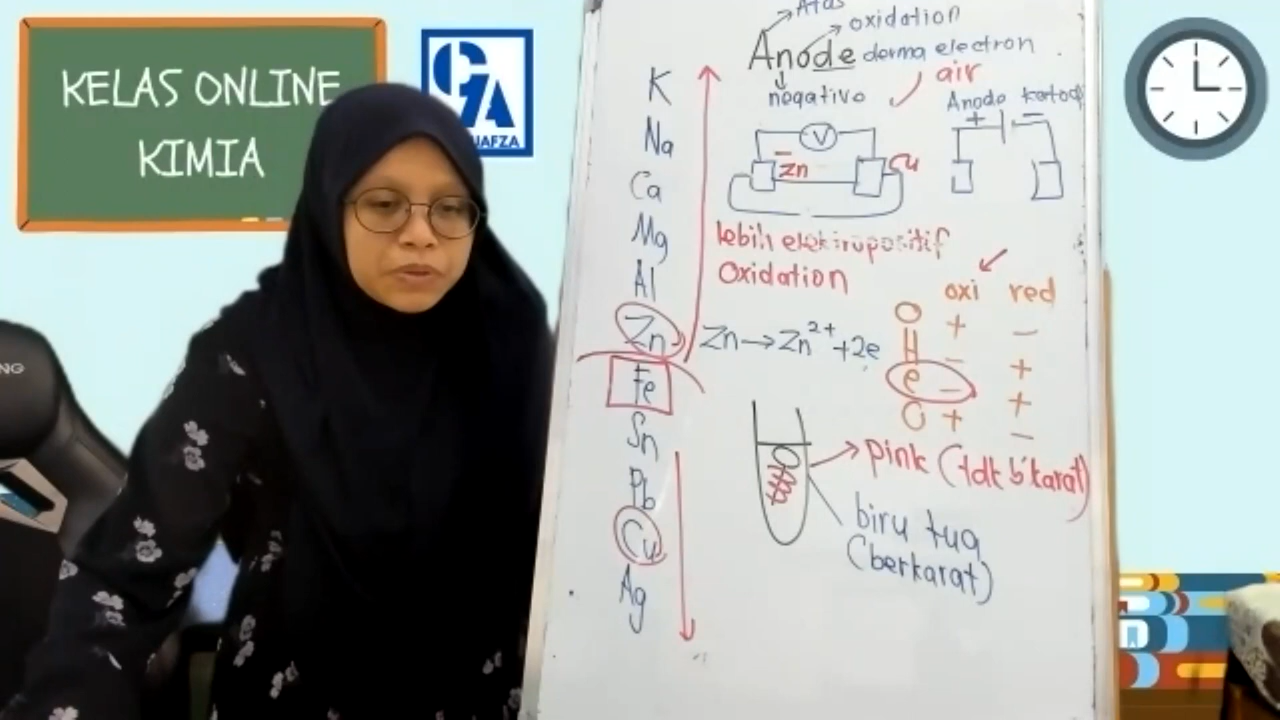 KELAS ONLINE
KIMIA
JAFZA
K
Na
Ca
Mg
Al
Zn
Fe
Sn
Pb
Cu
Ag
Atas
oxidation
Anode derma electron
negative
air
V
Zn
Cu
Anode katod
+ −
lebih elektropositif
Oxidation
Zn → Zn²⁺ + 2e
oxi red
O + −
H − +
e − +
O + −
pink (tdk b'karat)
biru tua
(berkarat)